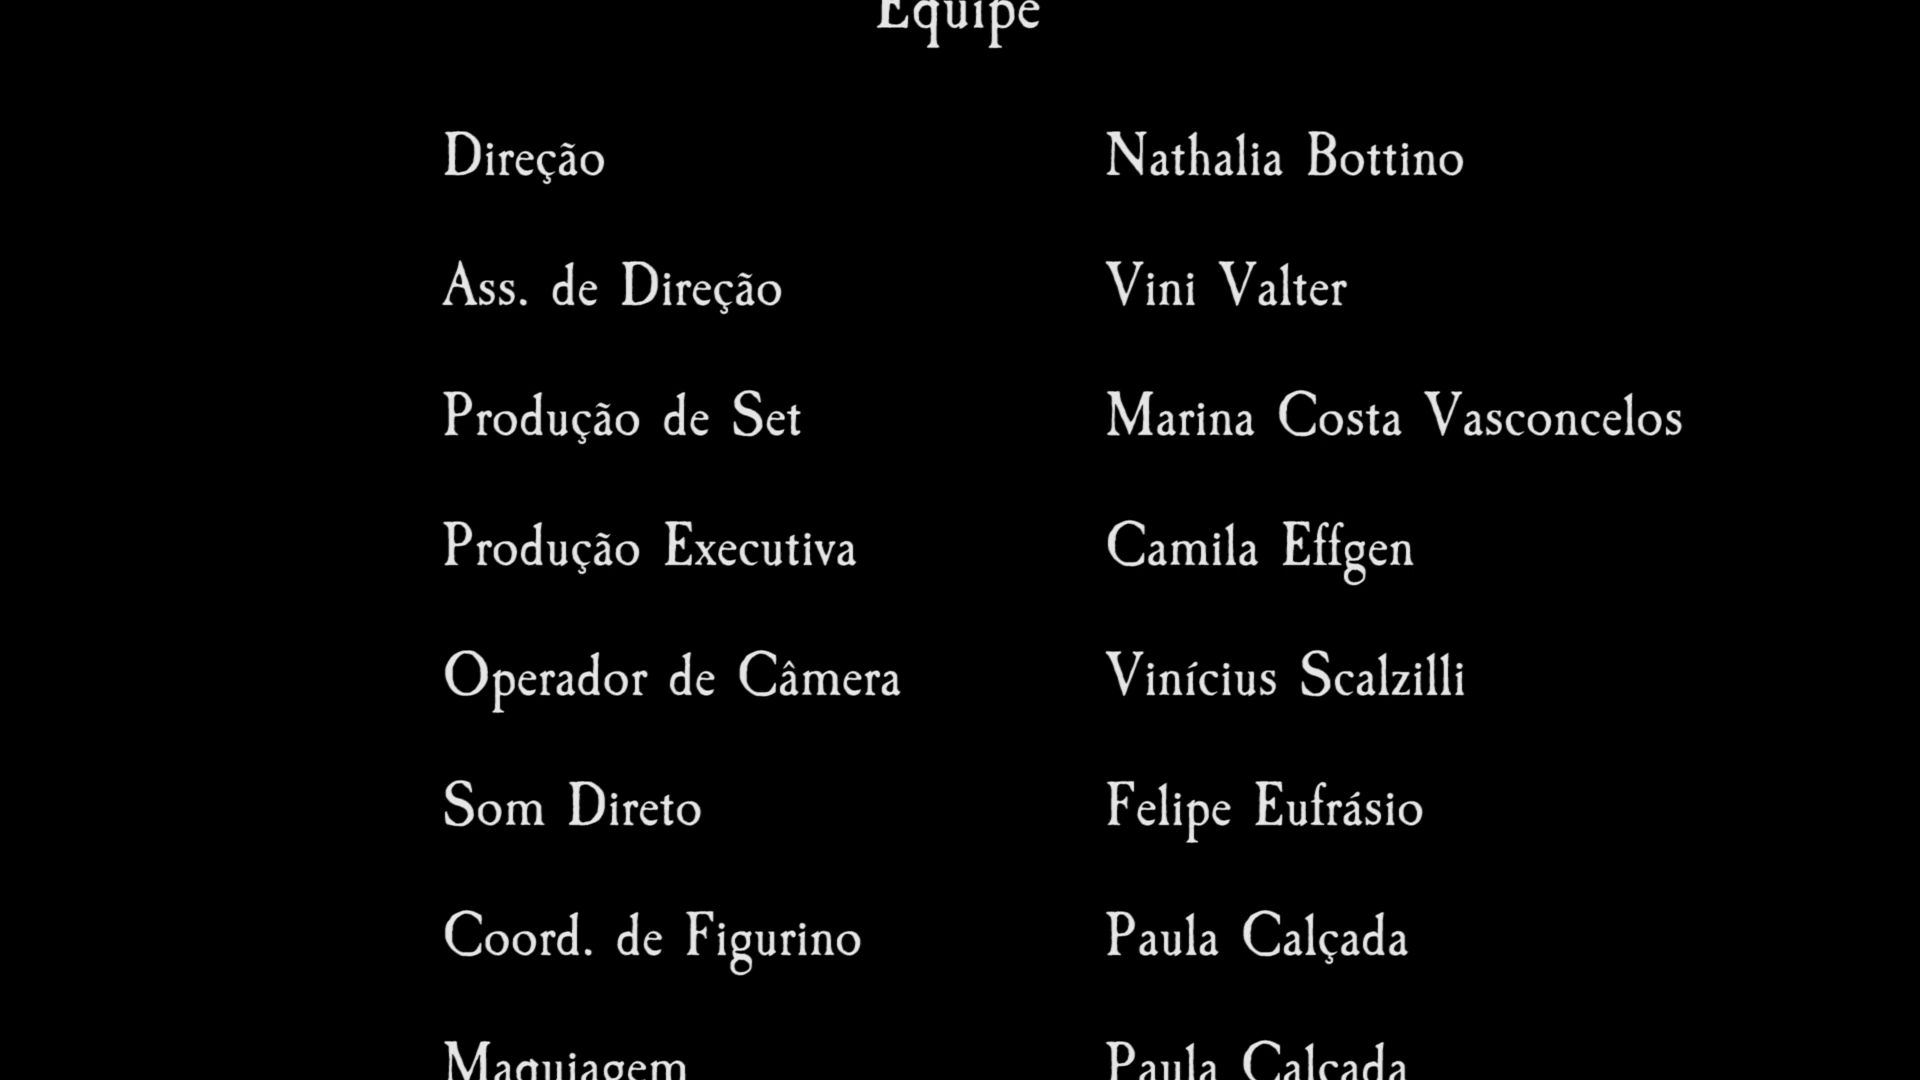 Equipe
Direção Nathalia Bottino
Ass. de Direção Vini Valter
Produção de Set Marina Costa Vasconcelos
Produção Executiva Camila Effgen
Operador de Câmera Vinícius Scalzilli
Som Direto Felipe Eufrásio
Coord. de Figurino Paula Calçada
Maquiagem Paula Calçada